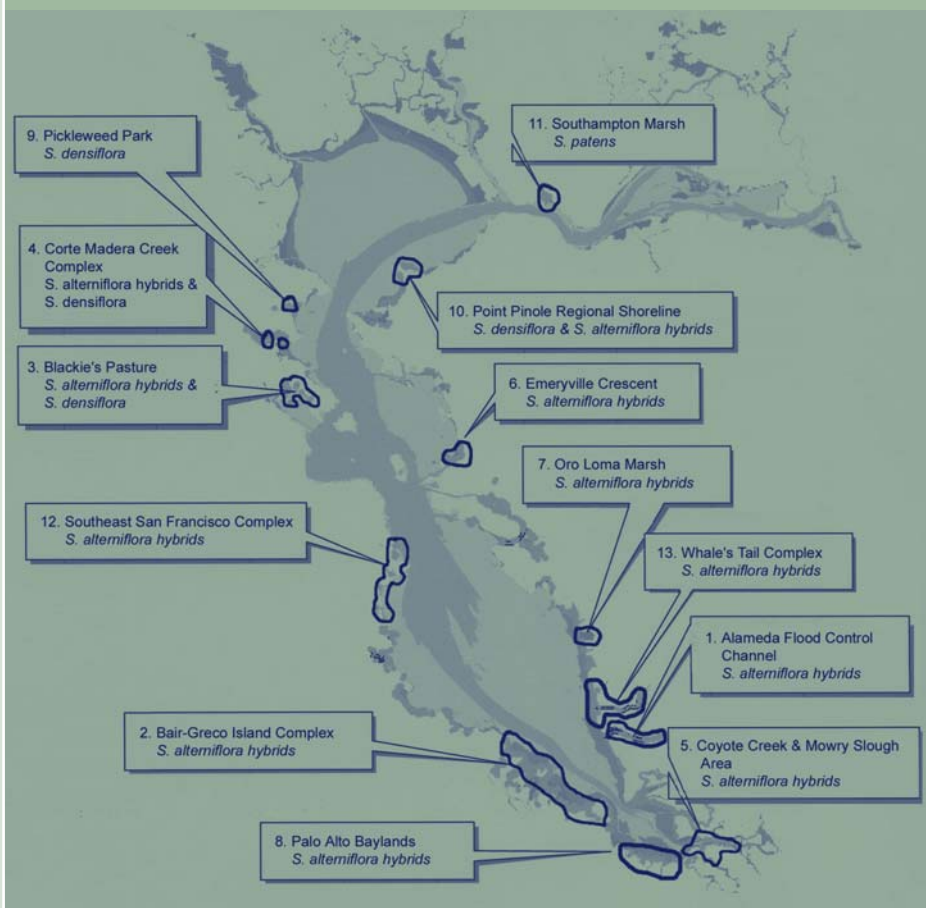 9. Pickleweed Park
S. densiflora
11. Southampton Marsh
S. patens
4. Corte Madera Creek
Complex
S. alterniflora hybrids &
S. densiflora
10. Point Pinole Regional Shoreline
S. densiflora & S. alterniflora hybrids
3. Blackie's Pasture
S. alterniflora hybrids &
S. densiflora
6. Emeryville Crescent
S. alterniflora hybrids
7. Oro Loma Marsh
S. alterniflora hybrids
12. Southeast San Francisco Complex
S. alterniflora hybrids
13. Whale's Tail Complex
S. alterniflora hybrids
1. Alameda Flood Control
Channel
S. alterniflora hybrids
2. Bair-Greco Island Complex
S. alterniflora hybrids
5. Coyote Creek & Mowry Slough
Area
S. alterniflora hybrids
8. Palo Alto Baylands
S. alterniflora hybrids